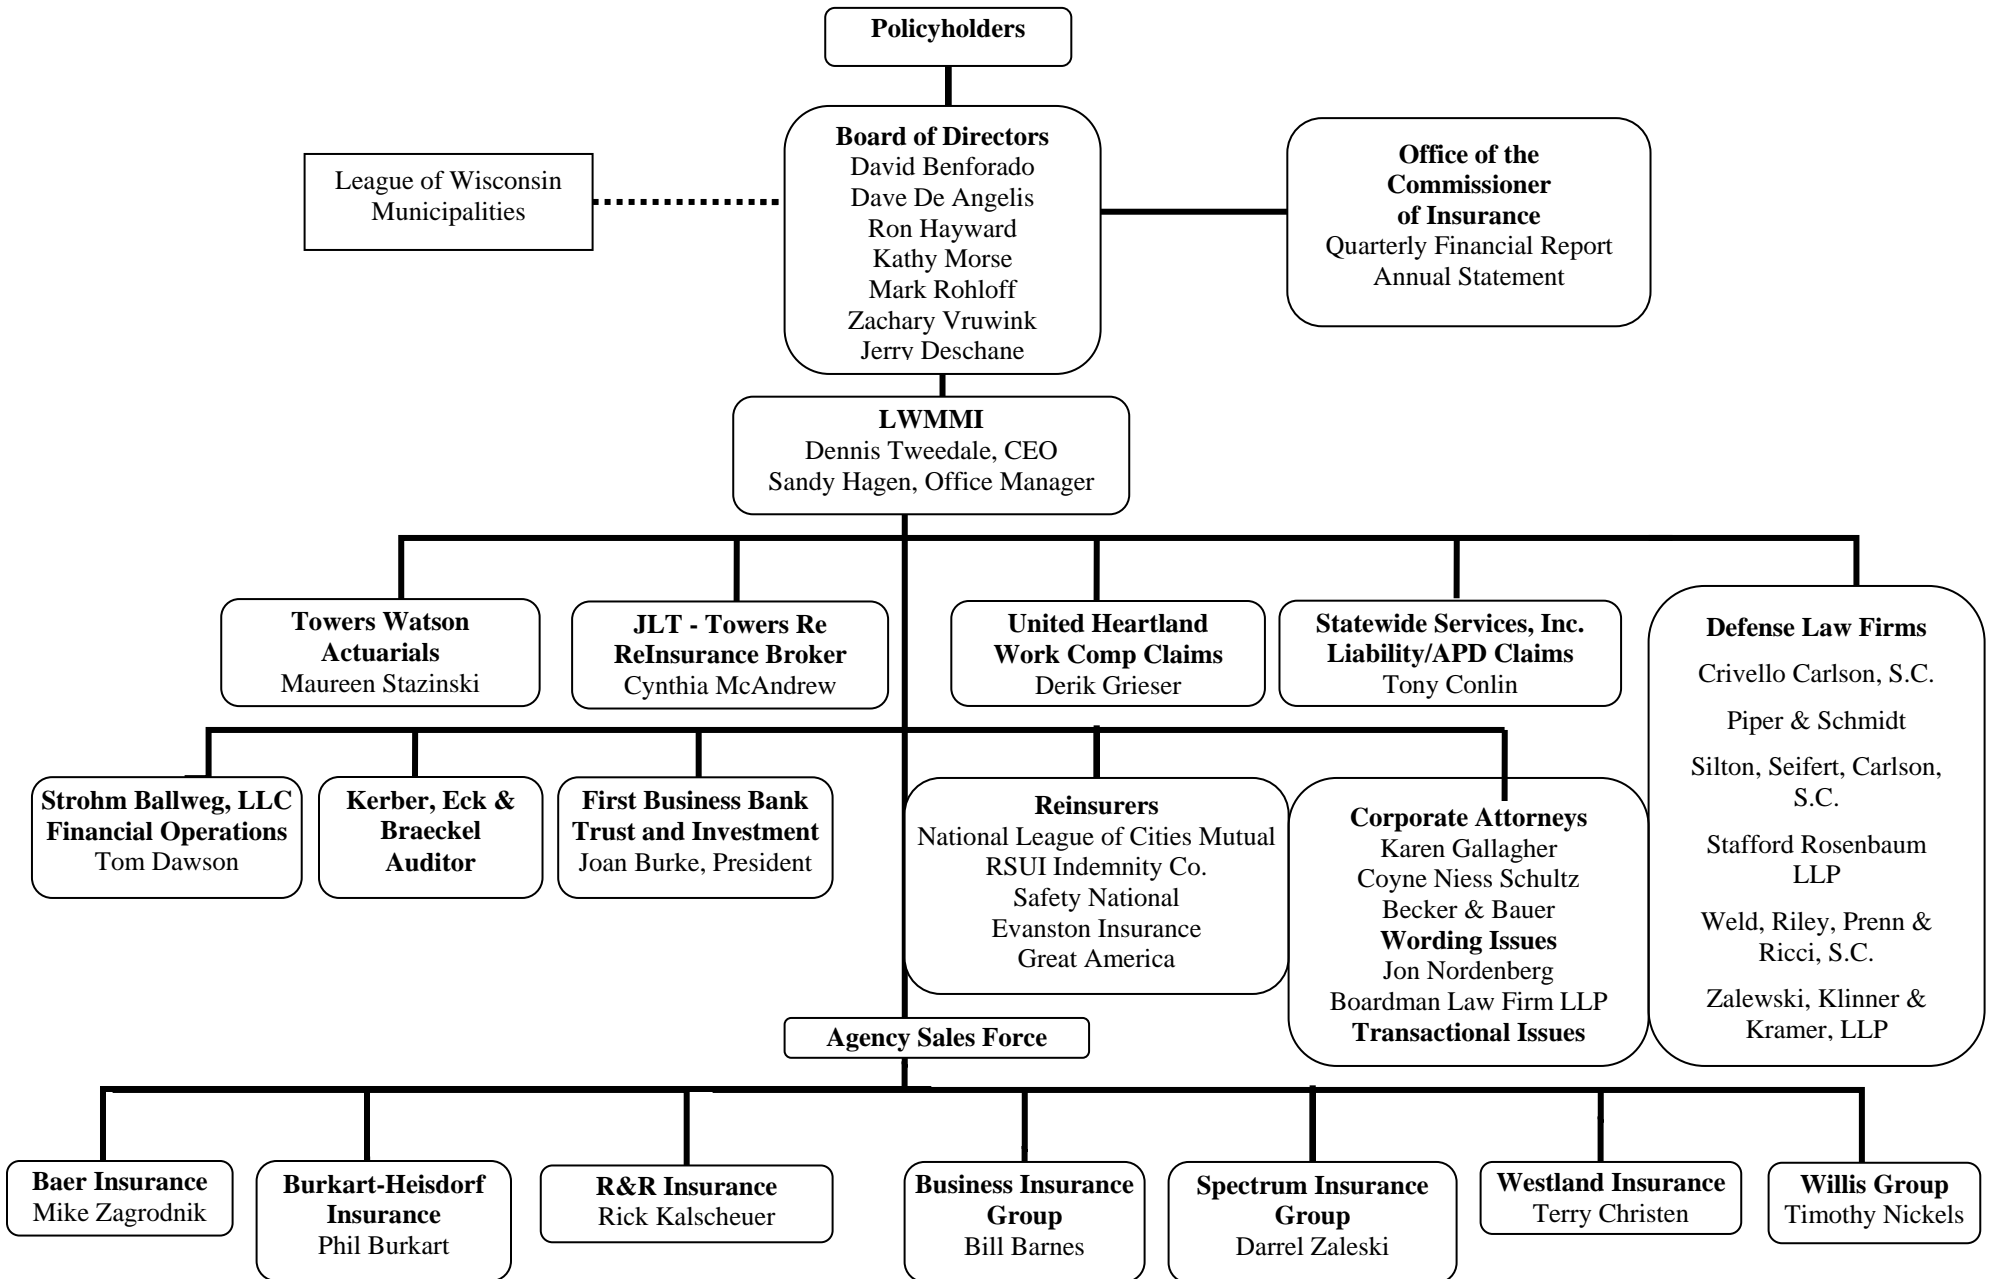 Policyholders
Board of Directors
David Benforado
Dave De Angelis
Ron Hayward
Kathy Morse
Mark Rohloff
Zachary Vruwink
Jerry Deschane
League of Wisconsin
Municipalities
Office of the
Commissioner
of Insurance
Quarterly Financial Report
Annual Statement
LWMMI
Dennis Tweedale, CEO
Sandy Hagen, Office Manager
Towers Watson
Actuarials
Maureen Stazinski
JLT - Towers Re
ReInsurance Broker
Cynthia McAndrew
United Heartland
Work Comp Claims
Derik Grieser
Statewide Services, Inc.
Liability/APD Claims
Tony Conlin
Defense Law Firms
Crivello Carlson, S.C.
Piper & Schmidt
Silton, Seifert, Carlson,
S.C.
Stafford Rosenbaum
LLP
Weld, Riley, Prenn &
Ricci, S.C.
Zalewski, Klinner &
Kramer, LLP
Strohm Ballweg, LLC
Financial Operations
Tom Dawson
Kerber, Eck &
Braeckel
Auditor
First Business Bank
Trust and Investment
Joan Burke, President
Reinsurers
National League of Cities Mutual
RSUI Indemnity Co.
Safety National
Evanston Insurance
Great America
Corporate Attorneys
Karen Gallagher
Coyne Niess Schultz
Becker & Bauer
Wording Issues
Jon Nordenberg
Boardman Law Firm LLP
Transactional Issues
Agency Sales Force
Baer Insurance
Mike Zagrodnik
Burkart-Heisdorf
Insurance
Phil Burkart
R&R Insurance
Rick Kalscheuer
Business Insurance
Group
Bill Barnes
Spectrum Insurance
Group
Darrel Zaleski
Westland Insurance
Terry Christen
Willis Group
Timothy Nickels